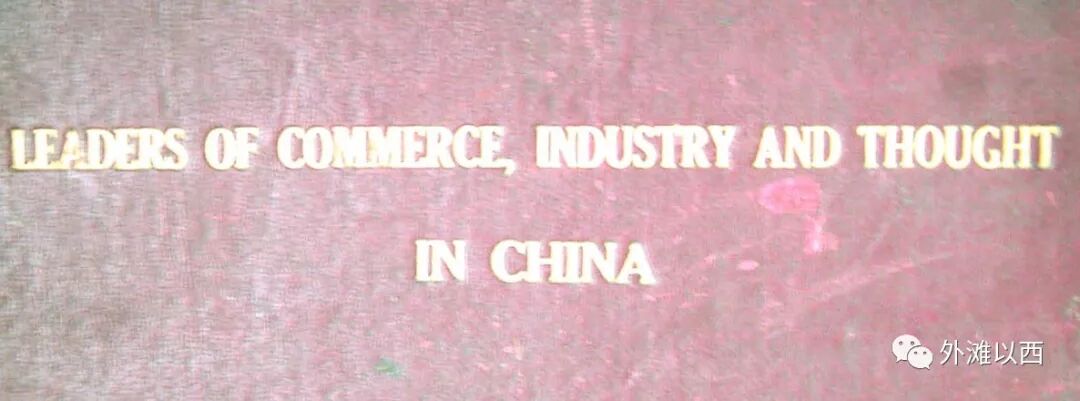 LEADERS OF COMMERCE, INDUSTRY AND THOUGHT
IN CHINA
外滩以西